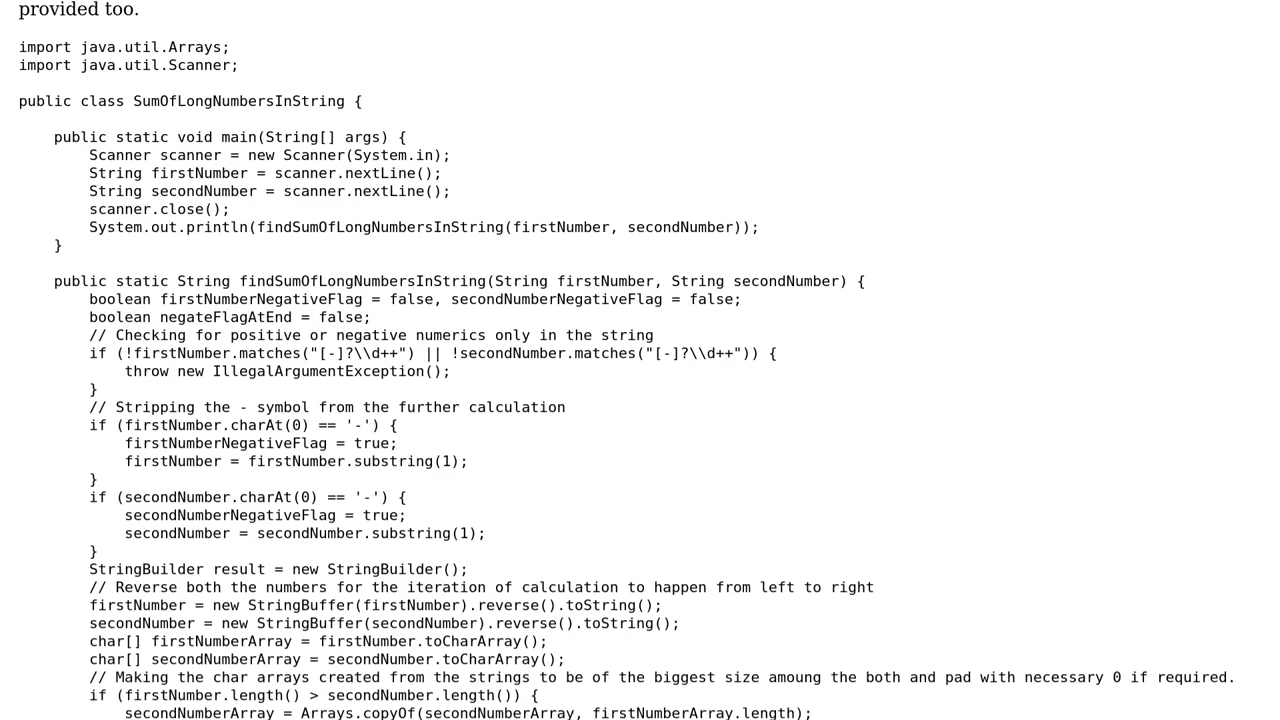 provided too.
import java.util.Arrays;
import java.util.Scanner;
public class SumOfLongNumbersInString {
public static void main(String[] args) {
Scanner scanner = new Scanner(System.in);
String firstNumber = scanner.nextLine();
String secondNumber = scanner.nextLine();
scanner.close();
System.out.println(findSumOfLongNumbersInString(firstNumber, secondNumber));
}
public static String findSumOfLongNumbersInString(String firstNumber, String secondNumber) {
boolean firstNumberNegativeFlag = false, secondNumberNegativeFlag = false;
boolean negateFlagAtEnd = false;
// Checking for positive or negative numerics only in the string
if (!firstNumber.matches("[-]?\\d++") || !secondNumber.matches("[-]?\\d++")) {
throw new IllegalArgumentException();
}
// Stripping the - symbol from the further calculation
if (firstNumber.charAt(0) == '-') {
firstNumberNegativeFlag = true;
firstNumber = firstNumber.substring(1);
}
if (secondNumber.charAt(0) == '-') {
secondNumberNegativeFlag = true;
secondNumber = secondNumber.substring(1);
}
StringBuilder result = new StringBuilder();
// Reverse both the numbers for the iteration of calculation to happen from left to right
firstNumber = new StringBuffer(firstNumber).reverse().toString();
secondNumber = new StringBuffer(secondNumber).reverse().toString();
char[] firstNumberArray = firstNumber.toCharArray();
char[] secondNumberArray = secondNumber.toCharArray();
// Making the char arrays created from the strings to be of the biggest size amoung the both and pad with necessary 0 if required.
if (firstNumber.length() > secondNumber.length()) {
secondNumberArray = Arrays.copyOf(secondNumberArray, firstNumberArray.length);